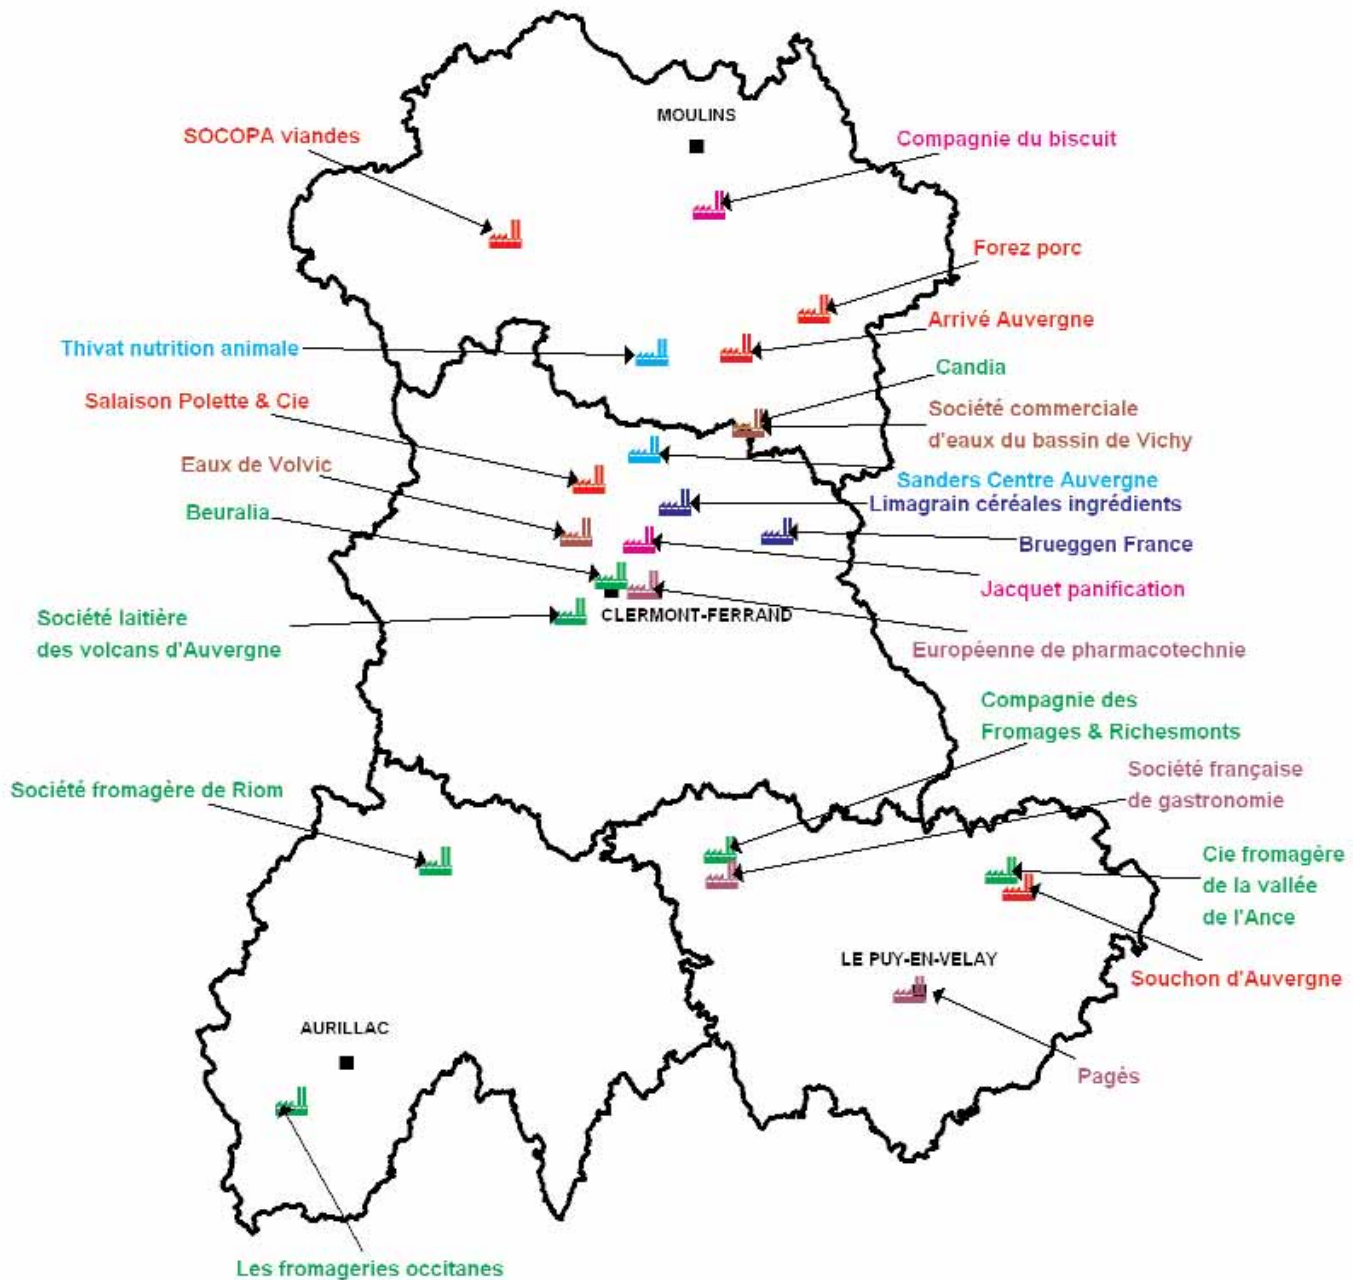 MOULINS
SOCOPA viandes
Compagnie du biscuit
Forez porc
Arrivé Auvergne
Thivat nutrition animale
Candia
Salaison Polette & Cie
Société commerciale
d'eaux du bassin de Vichy
Eaux de Volvic
Sanders Centre Auvergne
Limagrain céréales ingrédients
Beuralia
Brueggen France
Jacquet panification
CLERMONT-FERRAND
Société laitière
des volcans d'Auvergne
Européenne de pharmacotechnie
Compagnie des
Fromages & Richesmonts
Société française
de gastronomie
Société fromagère de Riom
Cie fromagère
de la vallée
de l'Ance
LE PUY-EN-VELAY
Souchon d'Auvergne
AURILLAC
Pagés
Les fromageries occitanes